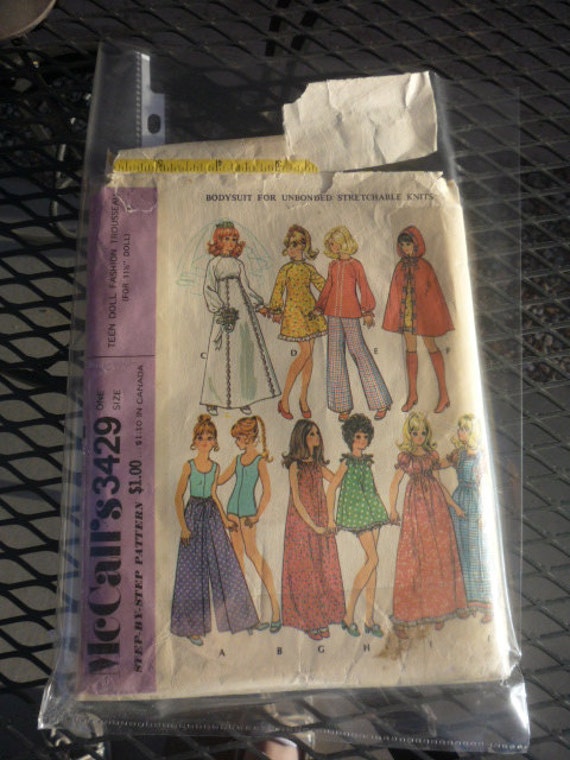 BODYSUIT FOR UNBONDED STRETCHABLE KNITS
TEEN DOLL FASHION TROUSSEAU
(FOR 11½" DOLL)
McCall's 3429 ONE SIZE
STEP-BY-STEP PATTERN $1.00 $1.10 IN CANADA
C D E F
A B G H I